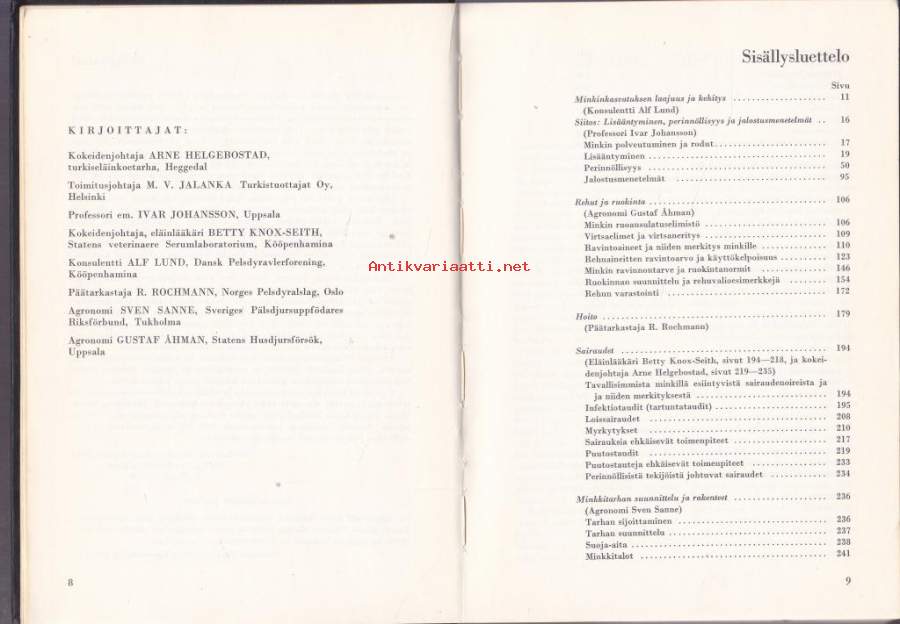 KIRJOITTAJAT:
Kokeidenjohtaja ARNE HELGEBOSTAD,
turkiseläinkoetarha, Heggedal
Toimitusjohtaja M. V. JALANKA Turkistuottajat Oy,
Helsinki
Professori em. IVAR JOHANSSON, Uppsala
Kokeidenjohtaja, eläinlääkäri BETTY KNOX-SEITH,
Statens veterinaere Serumlaboratorium, Kööpenhamina
Konsulentti ALF LUND, Dansk Pelsdyravlerforening,
Kööpenhamina
Päätarkastaja R. ROCHMANN, Norges Pelsdyralslag, Oslo
Agronomi SVEN SANNE, Sveriges Pälsdjursuppfödares
Riksförbund, Tukholma
Agronomi GUSTAF ÅHMAN, Statens Husdjursförsök,
Uppsala
8
Antikvariaatti.net
Sisällysluettelo
Sivu
Minkinkasvatuksen laajuus ja kehitys .................... 11
(Konsulentti Alf Lund)
Siitos: Lisääntyminen, perinnöllisyys ja jalostusmenetelmät .. 16
(Professori Ivar Johansson)
Minkin polveutuminen ja rodut ........................ 17
Lisääntyminen ...................................... 19
Perinnöllisyys ...................................... 50
Jalostusmenetelmät ................................ 95
Rehut ja ruokinta ...................................... 106
(Agronomi Gustaf Åhman)
Minkin ruoansulatuselimistö .......................... 106
Virtsaelimet ja virtsaneritys .......................... 109
Ravintoaineet ja niiden merkitys minkille .............. 110
Rehuaineitten ravintoarvo ja käyttökelpoisuus .......... 123
Minkin ravinnontarve ja ruokintanormit ................ 146
Ruokinnan suunnittelu ja rehuvalioesimerkkejä ........ 154
Rehun varastointi .................................. 172
Hoito ................................................ 179
(Päätarkastaja R. Rochmann)
Sairaudet ............................................ 194
(Eläinlääkäri Betty Knox-Seith, sivut 194—218, ja kokei-
denjohtaja Arne Helgebostad, sivut 219—235)
Tavallisimmista minkillä esiintyvistä sairaudenoireista ja
ja niiden merkityksestä ............................ 194
Infektiotaudit (tartuntataudit) ........................ 195
Loissairaudet ...................................... 208
Myrkytykset ...................................... 210
Sairauksia ehkäisevät toimenpiteet .................... 217
Puutostaudit ...................................... 219
Puutostauteja ehkäisevät toimenpiteet ................ 233
Perinnöllisistä tekijöistä johtuvat sairaudet ............ 234
Minkkitarhan suunnittelu ja rakenteet .................... 236
(Agronomi Sven Sanne)
Tarhan sijoittaminen ................................ 236
Tarhan suunnittelu .................................. 237
Suoja-aita .......................................... 238
Minkkitalot ........................................ 241
9